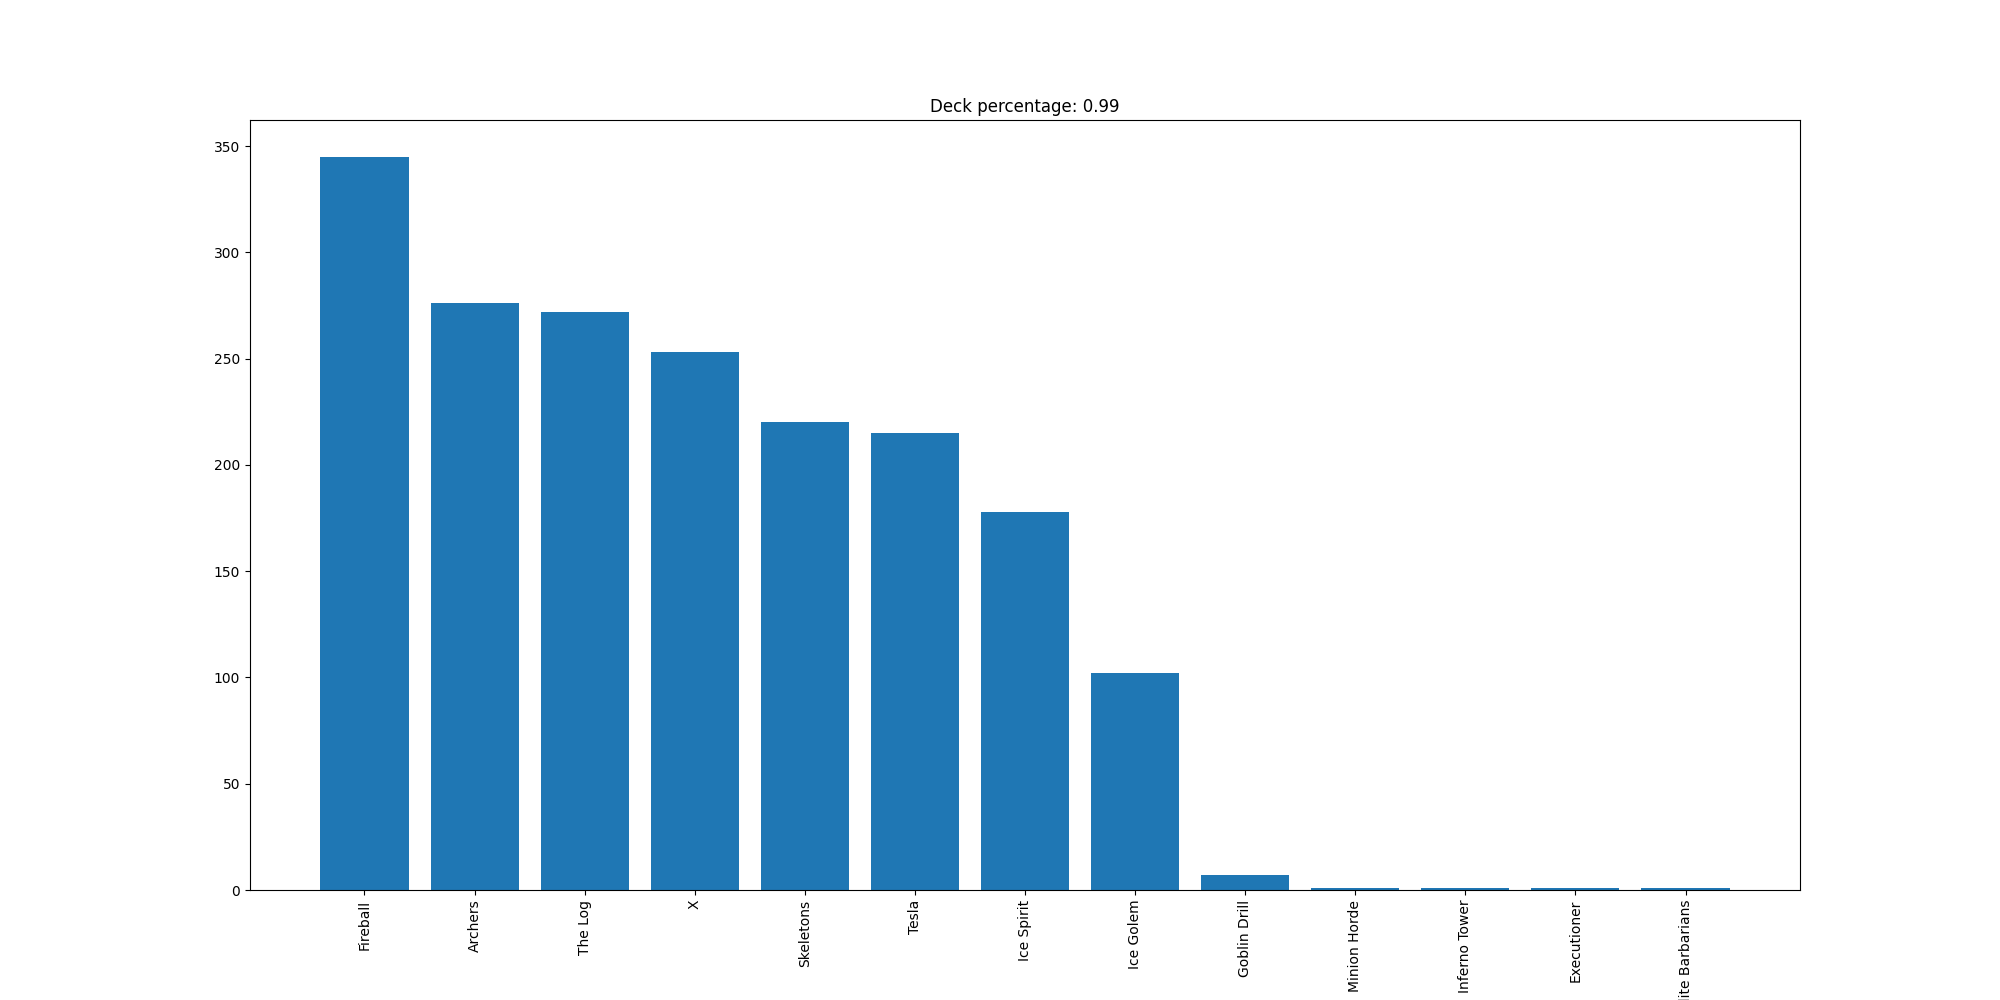 Deck percentage: 0.99
350
300
250
200
150
100
50
0
Fireball
Archers
The Log
X
Skeletons
Tesla
Ice Spirit
Ice Golem
Goblin Drill
Minion Horde
Inferno Tower
Executioner
lite Barbarians